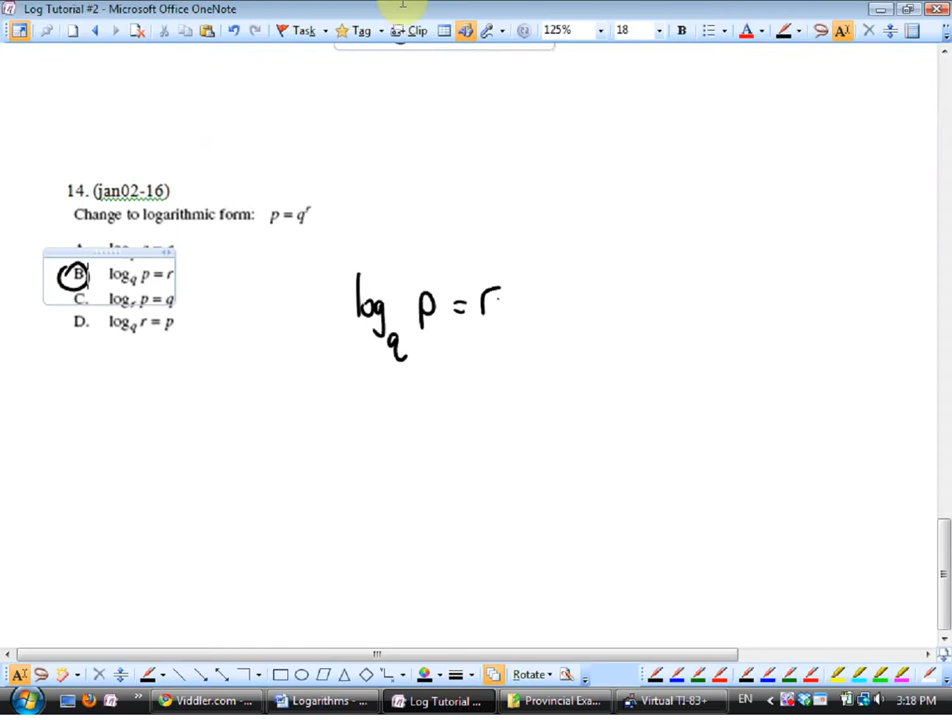 Log Tutorial #2 - Microsoft Office OneNote
Task Tag Clip 125% 18 B A A
14. (jan02-16)
Change to logarithmic form: p = q^r
A.
B log_q p = r
C. log_r p = q
D. log_q r = p
log_q p = r
Rotate
Viddler.com -... Logarithms - ... Log Tutorial ... Provincial Exa... Virtual TI-83+ EN 3:18 PM